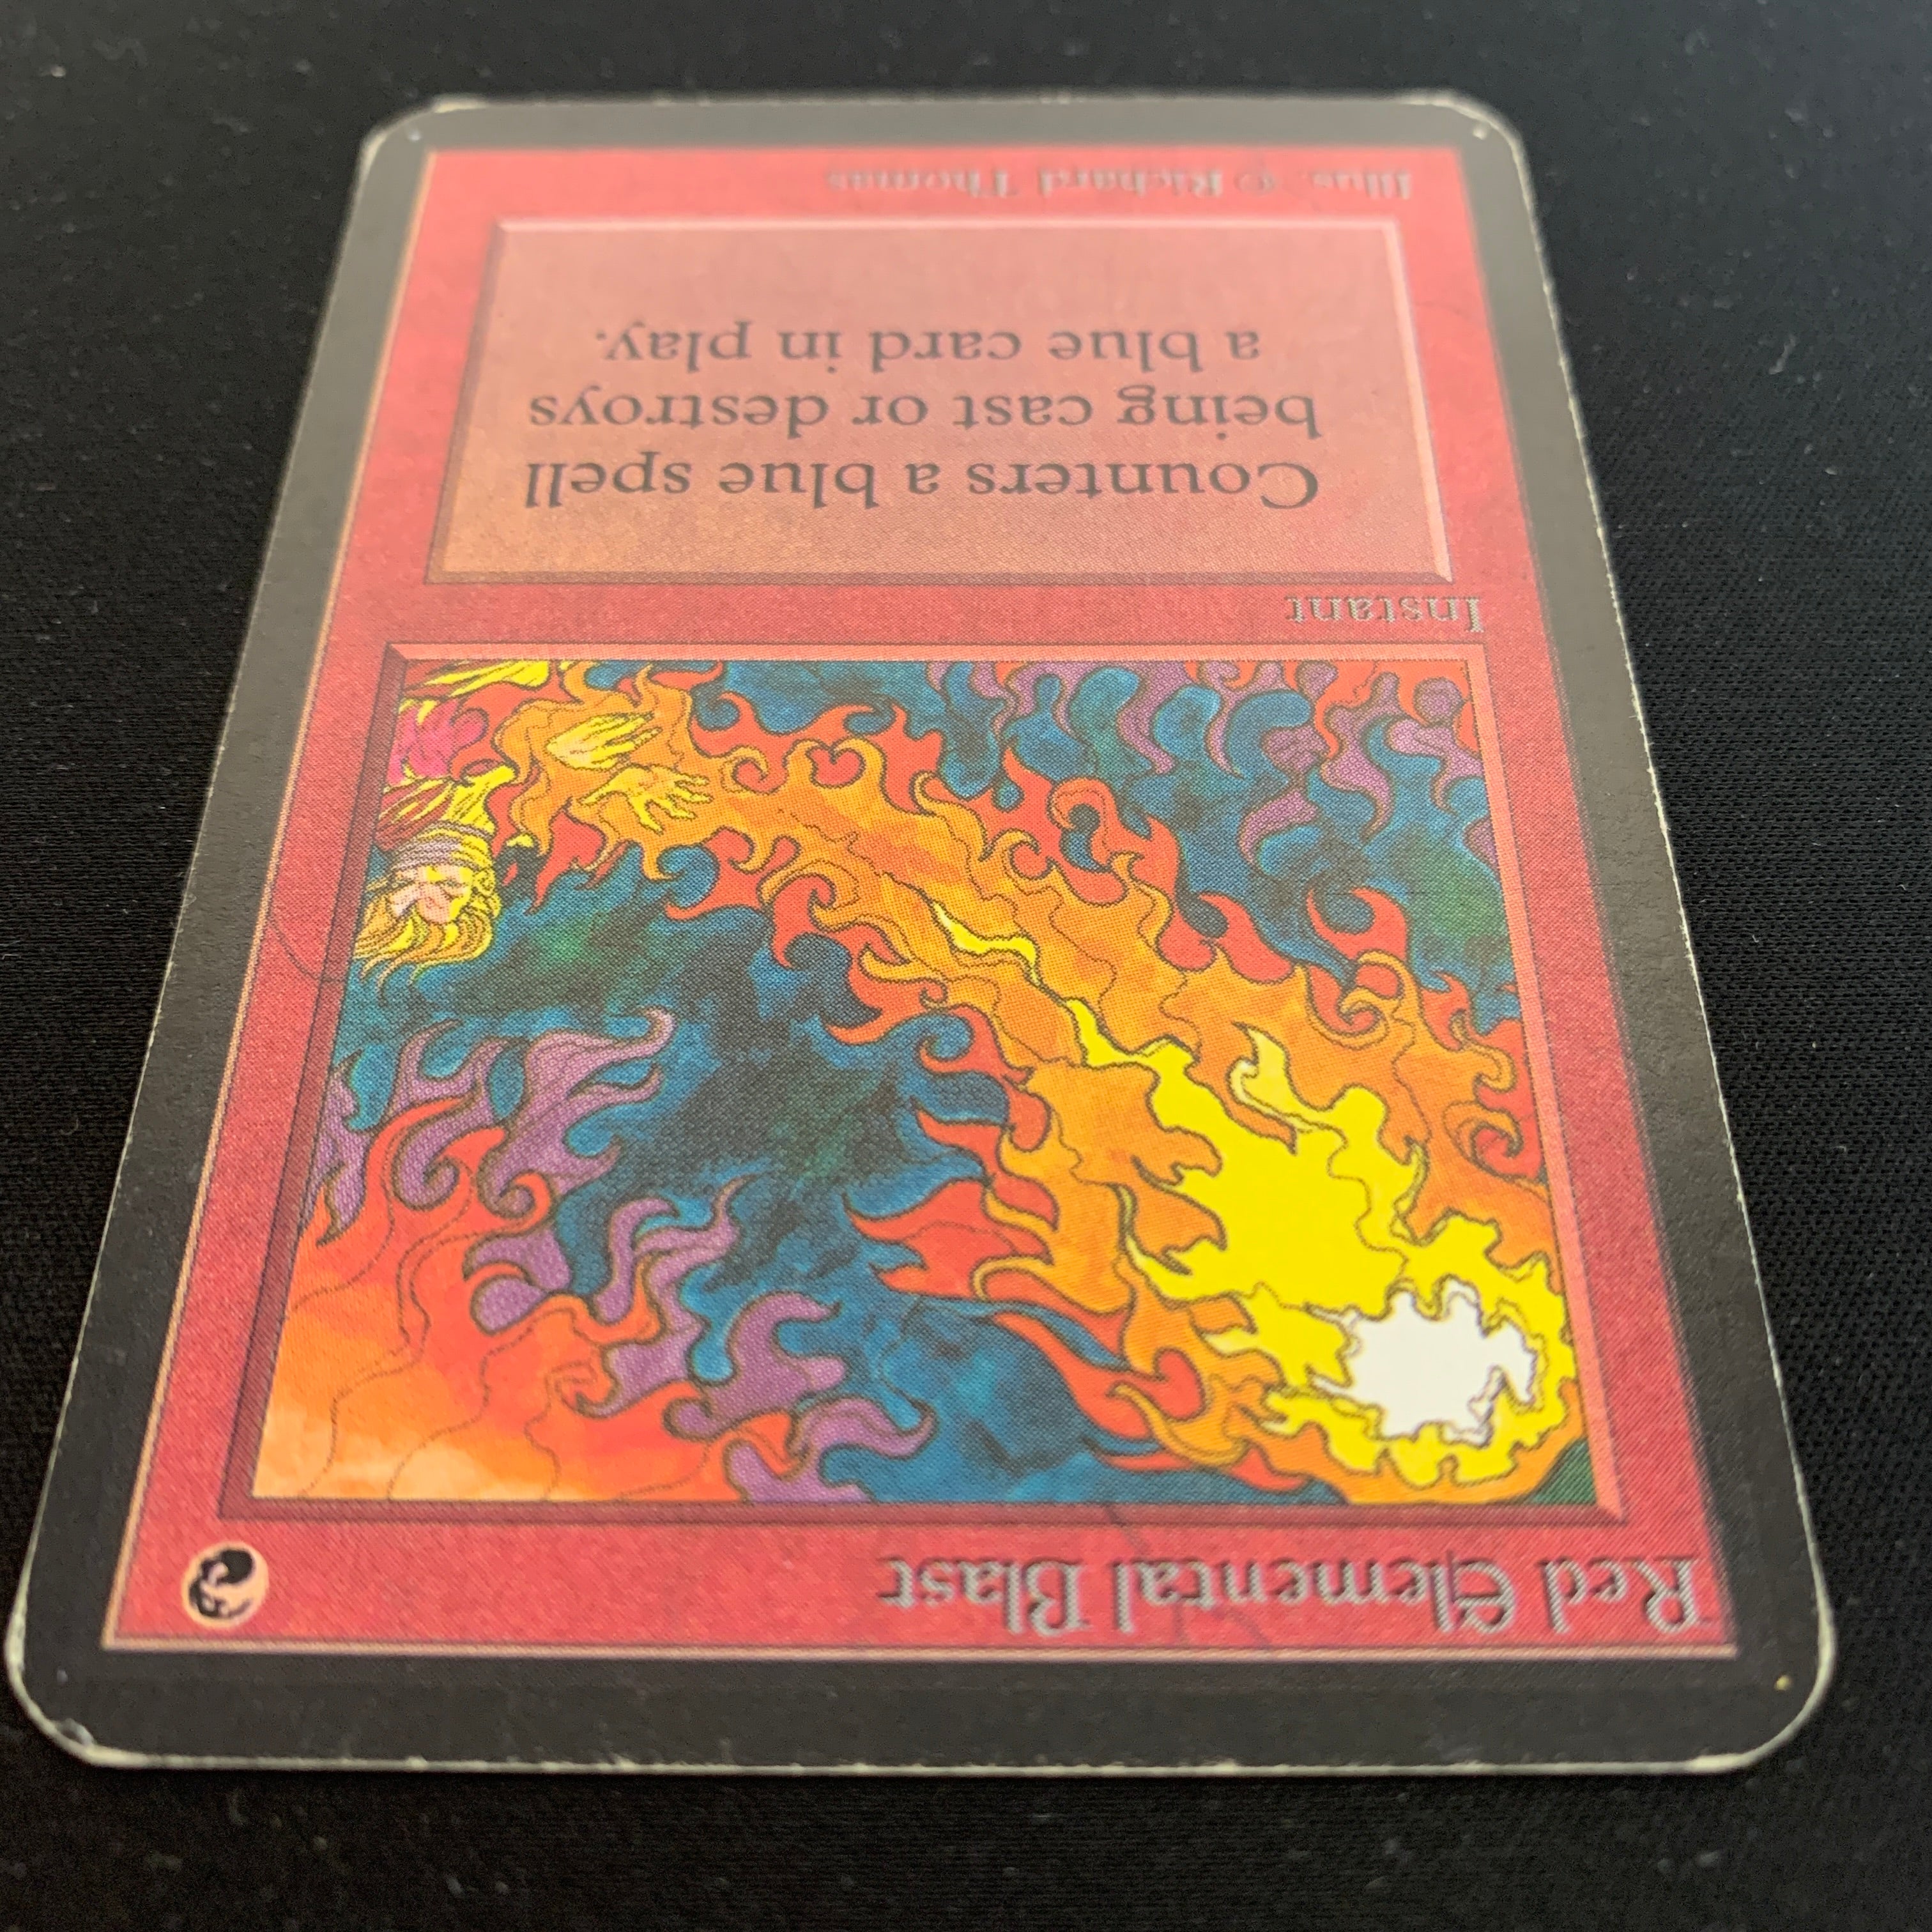 Red Elemental Blast
Instant
Counters a blue spell
being cast or destroys
a blue card in play.
Illus. © Richard Thomas